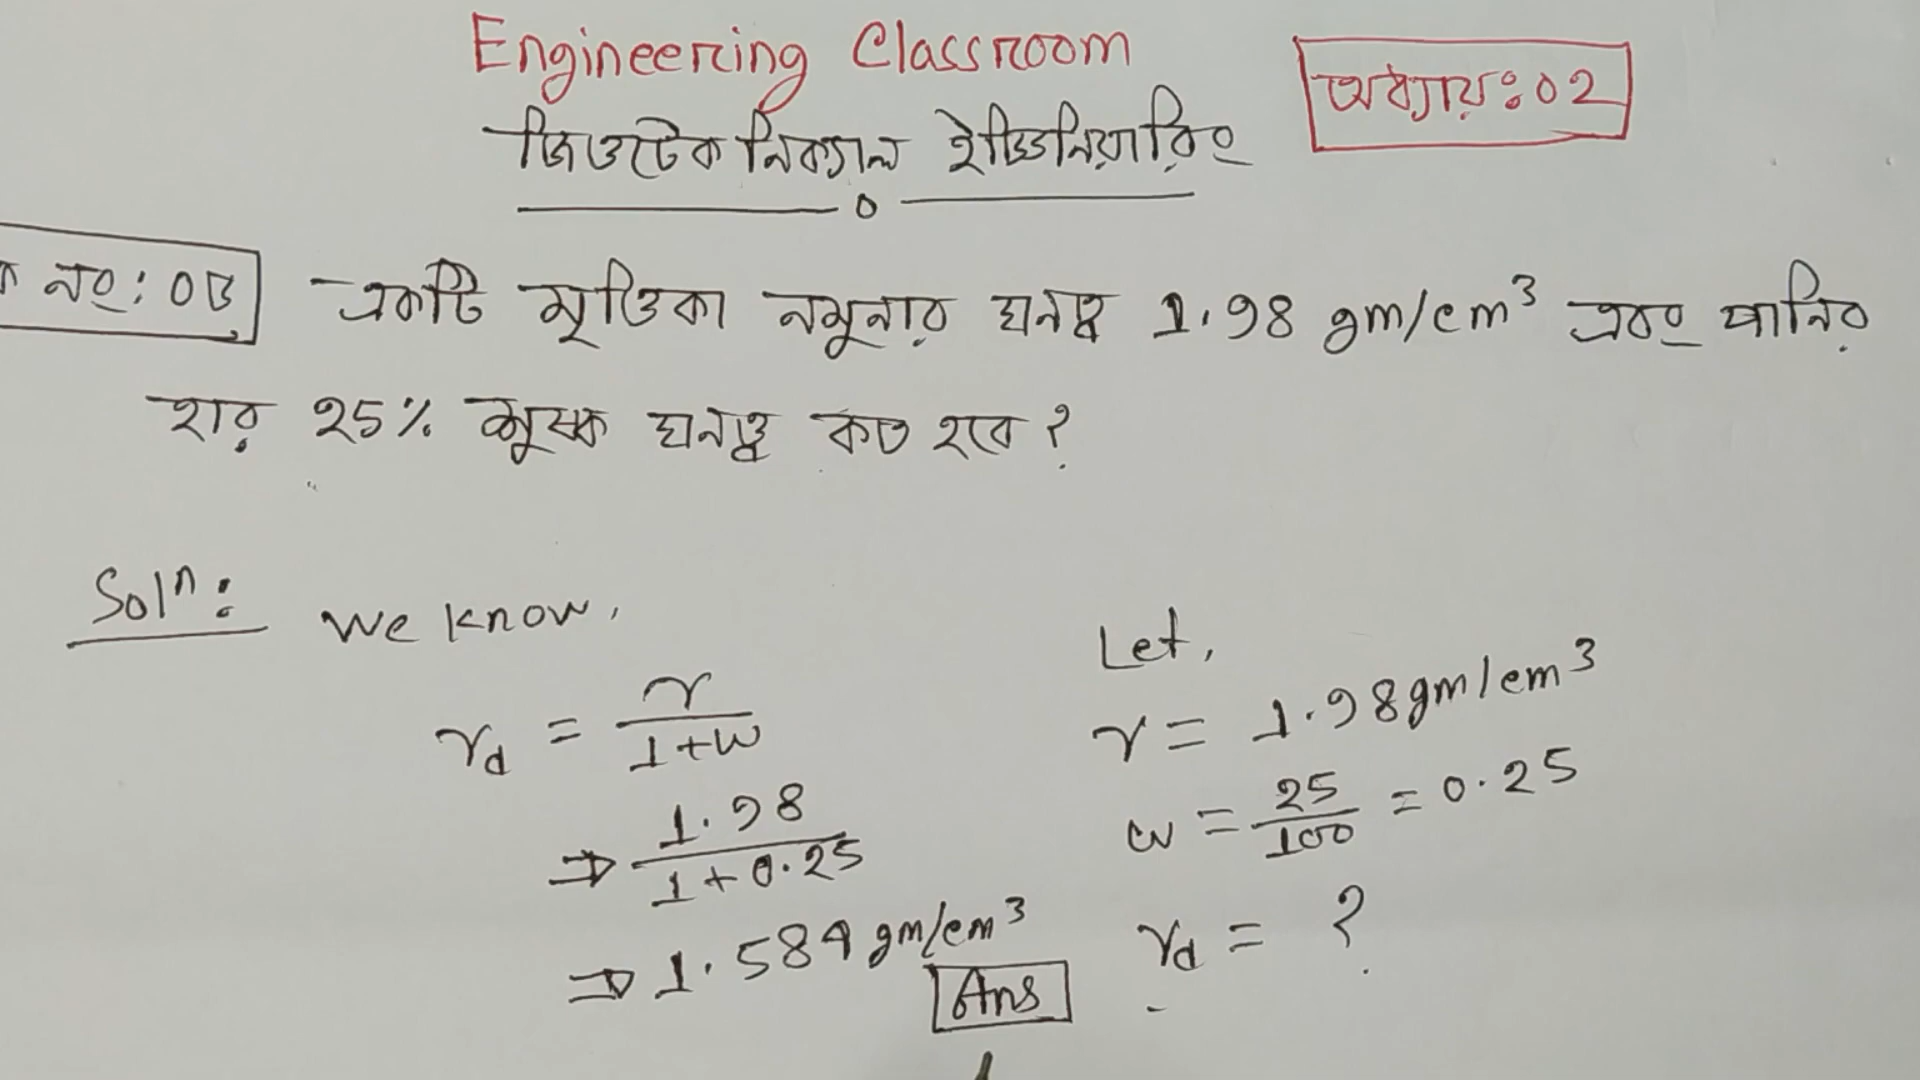 Engineering Classroom
অধ্যায়ঃ02
জিওটেকনিক্যাল ইঞ্জিনিয়ারিং
নং: ০৩ একটি মৃত্তিকা নমুনার ঘনত্ব 1.98 gm/cm³ এবং পানির
হার 25% শুষ্ক ঘনত্ব কত হবে?
Solⁿ: We know,
Let,
γd = γ / 1+w
γ = 1.98 gm/cm³
⇒ 1.98 / 1+0.25
w = 25/100 = 0.25
⇒ 1.584 gm/cm³
γd = ?
Ans